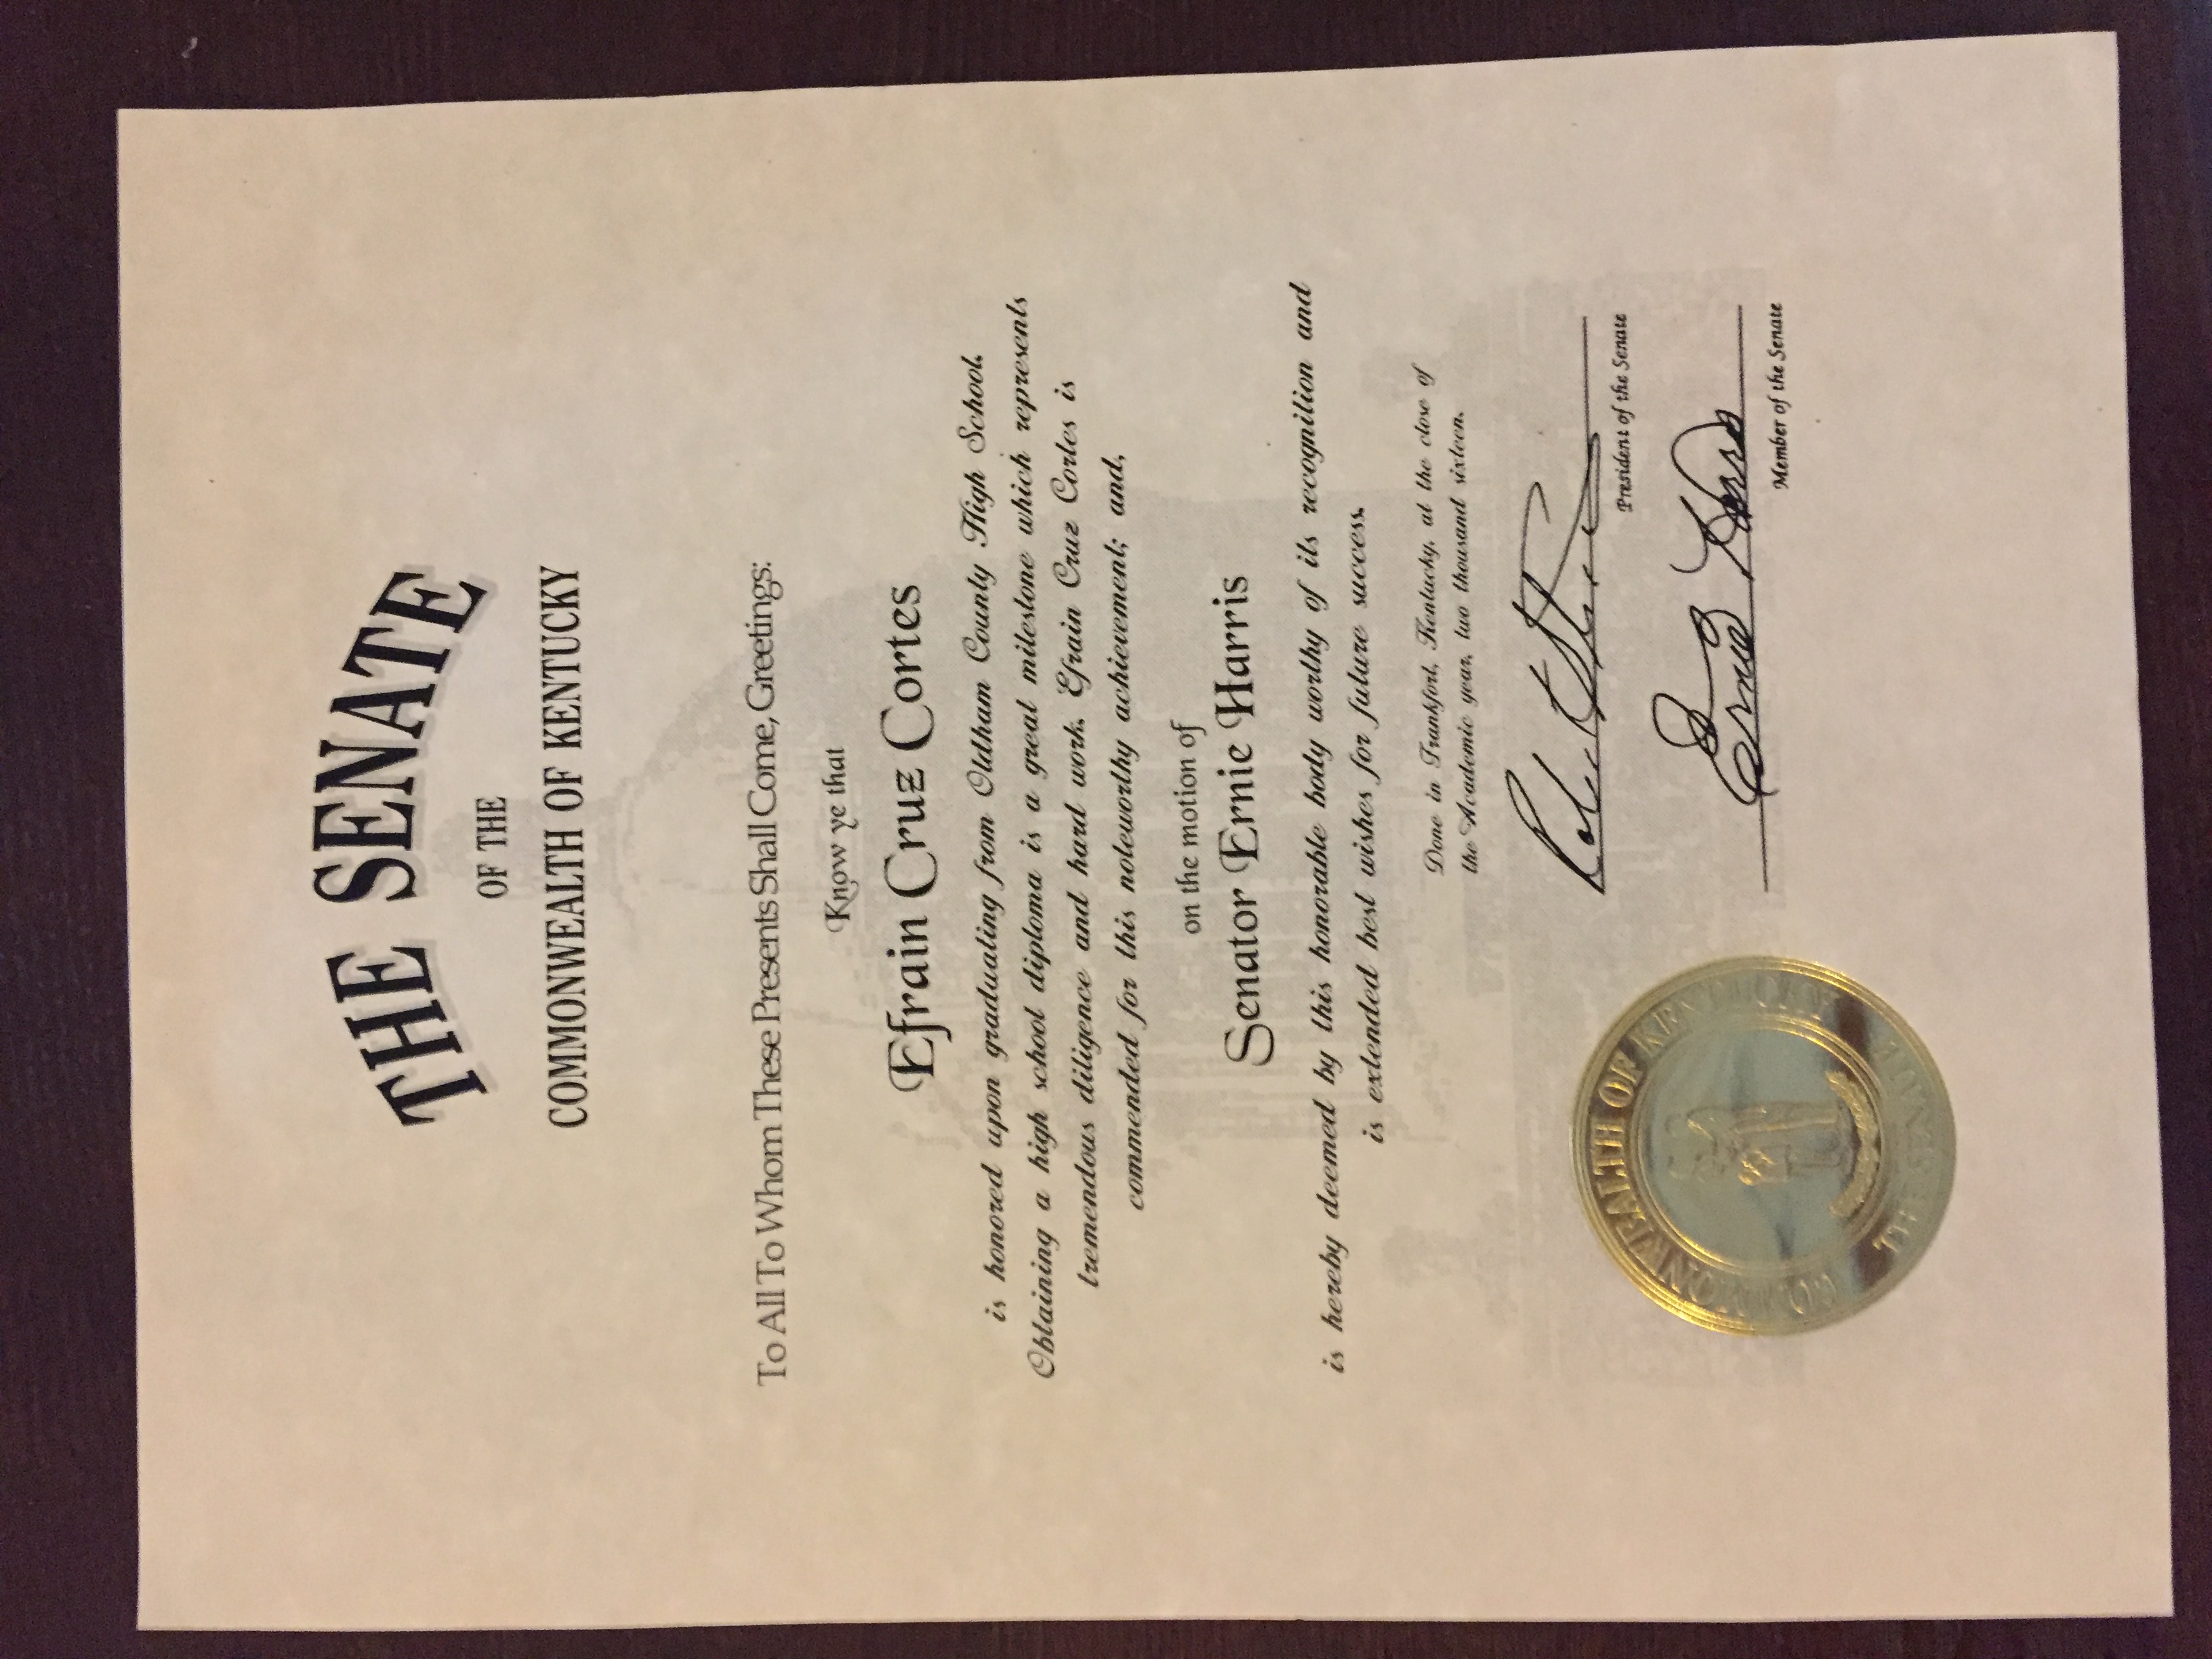 THE SENATE
OF THE
COMMONWEALTH OF KENTUCKY
To All To Whom These Presents Shall Come, Greetings:
Know ye that
Efrain Cruz Cortes
is honored upon graduating from Oldham County High School.
Obtaining a high school diploma is a great milestone which represents
tremendous diligence and hard work. Efrain Cruz Cortes is
commended for this noteworthy achievement; and,
on the motion of
Senator Ernie Harris
is hereby deemed by this honorable body worthy of its recognition and
is extended best wishes for future success.
Done in Frankfort, Kentucky, at the close of
the Academic year, two thousand sixteen.
President of the Senate
Ernie Harris
Member of the Senate
COMMONWEALTH OF KENTUCKY
THE SENATE